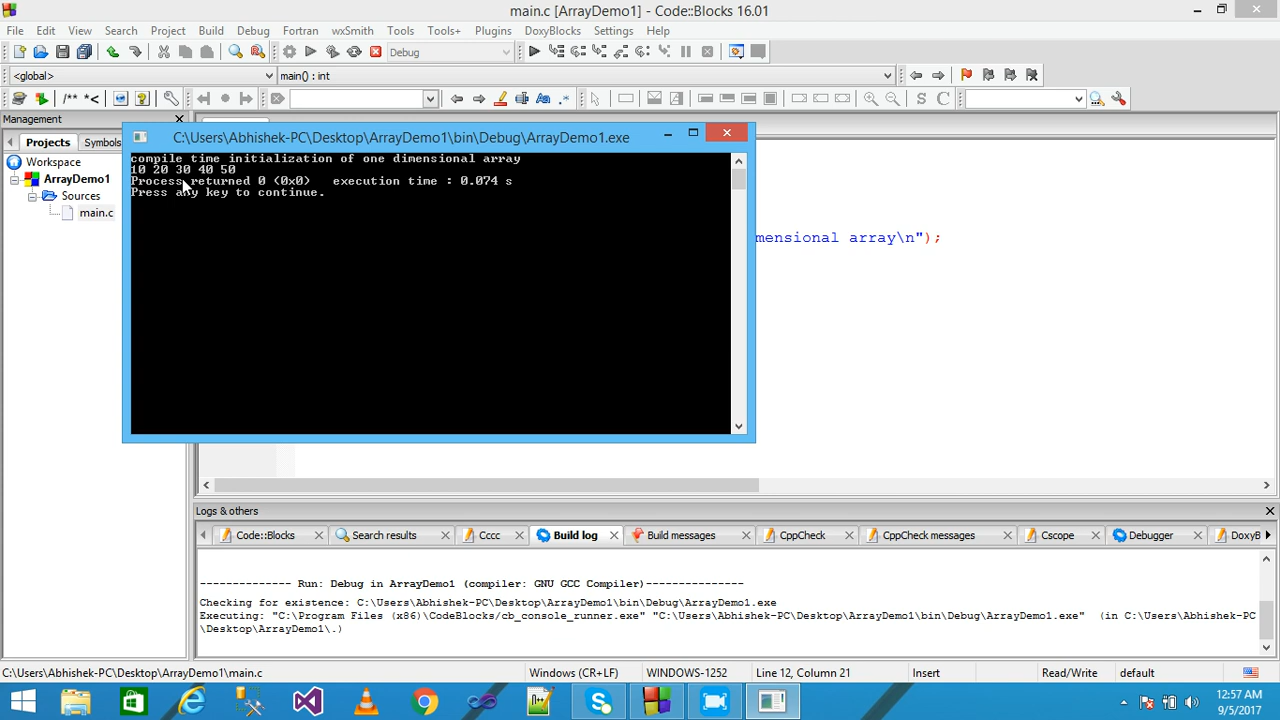 main.c [ArrayDemo1] - Code::Blocks 16.01
File Edit View Search Project Build Debug Fortran wxSmith Tools Tools+ Plugins DoxyBlocks Settings Help
Debug
<global> main() : int
/** *<
Management
Projects Symbols
Workspace
ArrayDemo1
Sources
main.c
C:\Users\Abhishek-PC\Desktop\ArrayDemo1\bin\Debug\ArrayDemo1.exe
compile time initialization of one dimensional array
10 20 30 40 50
Process returned 0 (0x0)   execution time : 0.074 s
Press any key to continue.
mensional array\n");
Logs & others
Code::Blocks Search results Cccc Build log Build messages CppCheck CppCheck messages Cscope Debugger DoxyB
-------------- Run: Debug in ArrayDemo1 (compiler: GNU GCC Compiler)---------------
Checking for existence: C:\Users\Abhishek-PC\Desktop\ArrayDemo1\bin\Debug\ArrayDemo1.exe
Executing: "C:\Program Files (x86)\CodeBlocks/cb_console_runner.exe" "C:\Users\Abhishek-PC\Desktop\ArrayDemo1\bin\Debug\ArrayDemo1.exe"  (in C:\Users\Abhishek-PC
\Desktop\ArrayDemo1\.)
C:\Users\Abhishek-PC\Desktop\ArrayDemo1\main.c Windows (CR+LF) WINDOWS-1252 Line 12, Column 21 Insert Read/Write default
12:57 AM
9/5/2017